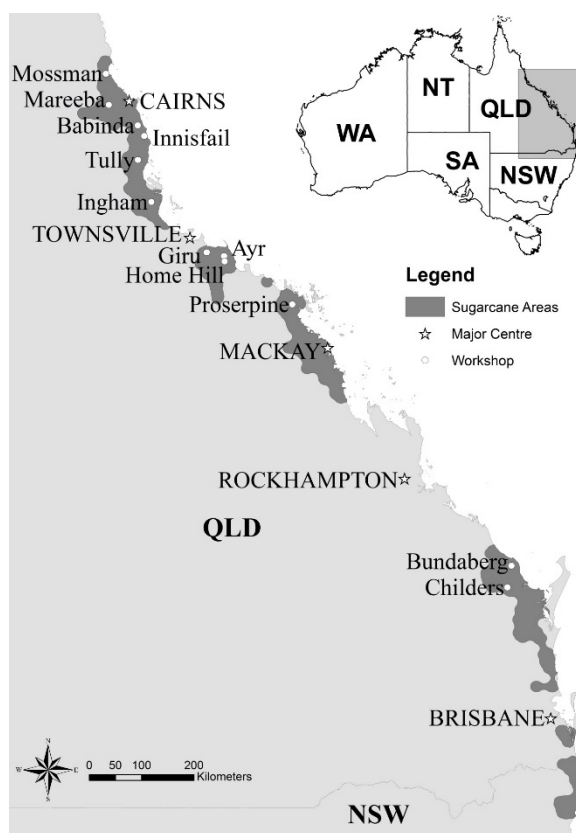 Mossman
Mareeba
CAIRNS
Babinda
Innisfail
Tully
Ingham
TOWNSVILLE
Giru
Ayr
Home Hill
Proserpine
MACKAY
ROCKHAMPTON
QLD
Bundaberg
Childers
BRISBANE
NSW
WA
NT
QLD
SA
NSW
Legend
Sugarcane Areas
Major Centre
Workshop
N
W
E
S
0 50 100 200
Kilometers